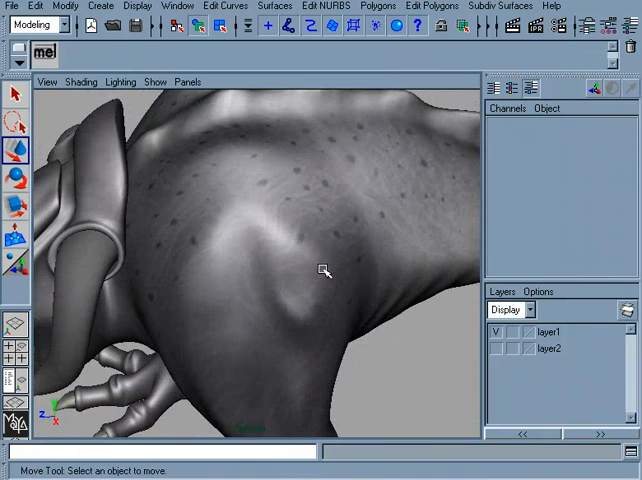 File Edit Modify Create Display Window Edit Curves Surfaces Edit NURBS Polygons Edit Polygons Subdiv Surfaces Help
Modeling
mel
View Shading Lighting Show Panels
Channels Object
Layers Options
Display
V layer1
layer2
y
z
x
MAYA
<< >>
Move Tool: Select an object to move.